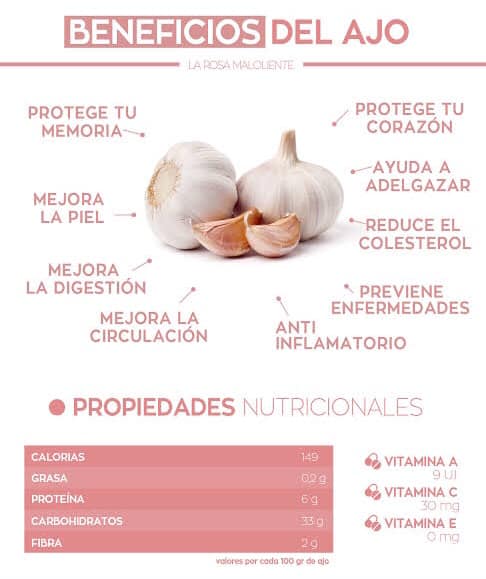 BENEFICIOS DEL AJO
LA ROSA MALOLIENTE
PROTEGE TU
MEMORIA
PROTEGE TU
CORAZÓN
AYUDA A
ADELGAZAR
MEJORA
LA PIEL
REDUCE EL
COLESTEROL
MEJORA
LA DIGESTIÓN
PREVIENE
ENFERMEDADES
MEJORA LA
CIRCULACIÓN
ANTI
INFLAMATORIO
PROPIEDADES NUTRICIONALES
CALORIAS 149
GRASA 0,2 g
PROTEÍNA 6 g
CARBOHIDRATOS 33 g
FIBRA 2 g
valores por cada 100 gr de ajo
VITAMINA A
9 UI
VITAMINA C
30 mg
VITAMINA E
0 mg